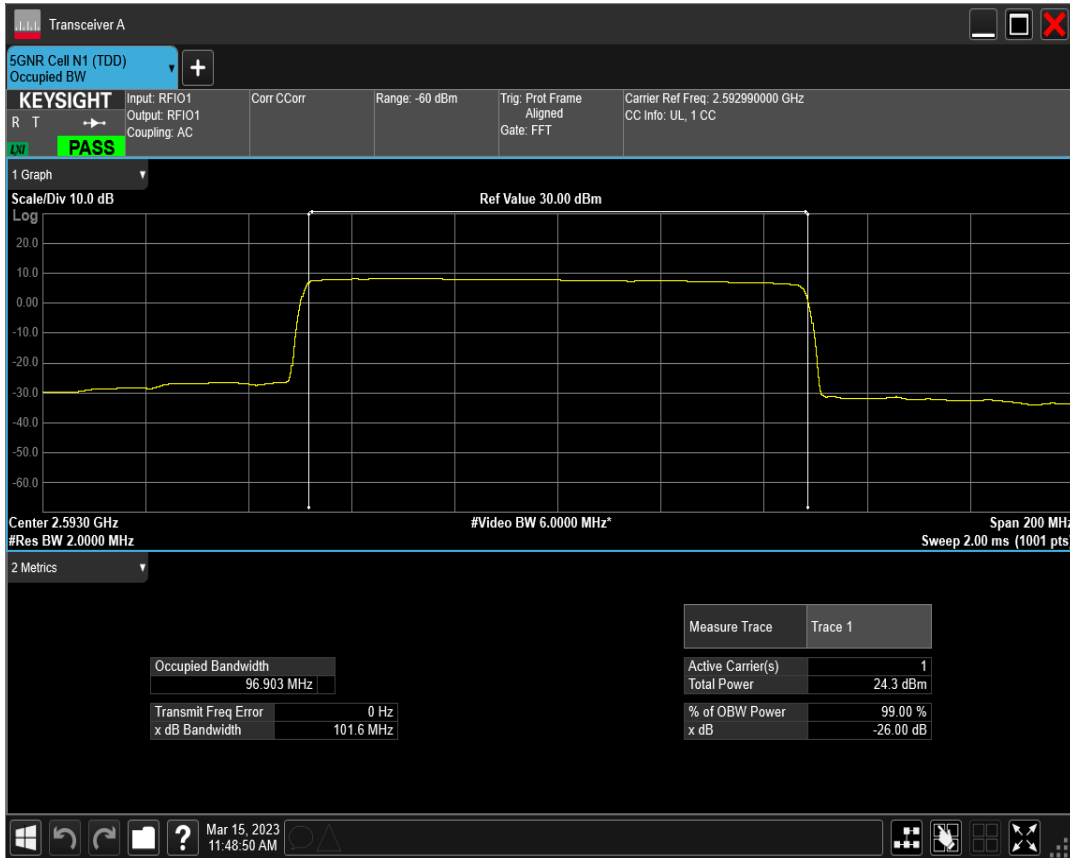 Transceiver A
5GNR Cell N1 (TDD)
Occupied BW
KEYSIGHT
R T
LXI
PASS
Input: RFIO1
Output: RFIO1
Coupling: AC
Corr CCorr
Range: -60 dBm
Trig: Prot Frame
Aligned
Gate: FFT
Carrier Ref Freq: 2.592990000 GHz
CC Info: UL, 1 CC
1 Graph
Scale/Div 10.0 dB
Ref Value 30.00 dBm
Log
20.0
10.0
0.00
-10.0
-20.0
-30.0
-40.0
-50.0
-60.0
Center 2.5930 GHz
#Video BW 6.0000 MHz*
Span 200 MHz
#Res BW 2.0000 MHz
Sweep 2.00 ms (1001 pts)
2 Metrics
Measure Trace Trace 1
Occupied Bandwidth
96.903 MHz
Active Carrier(s) 1
Total Power 24.3 dBm
Transmit Freq Error 0 Hz
x dB Bandwidth 101.6 MHz
% of OBW Power 99.00 %
x dB -26.00 dB
?
Mar 15, 2023
11:48:50 AM